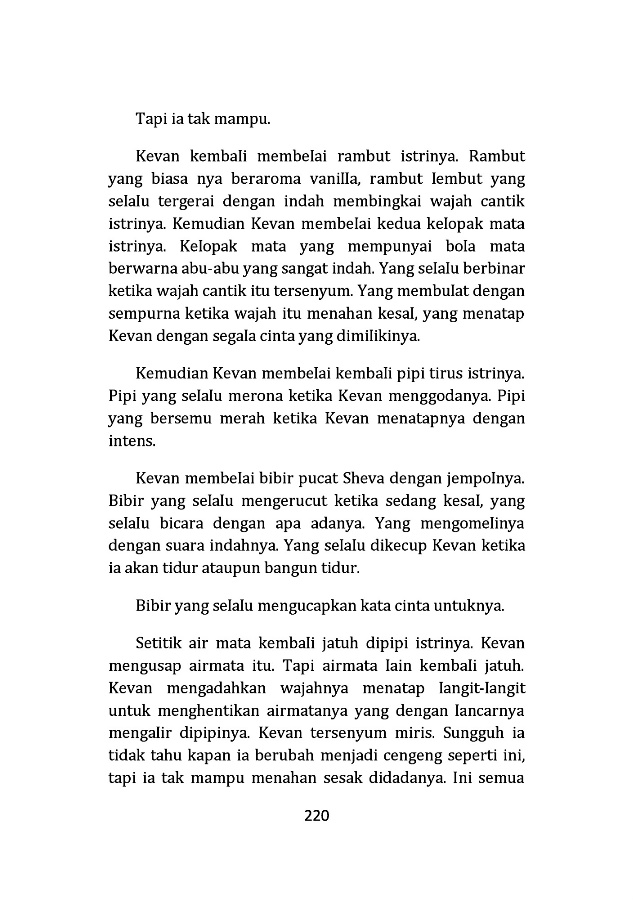 Tapi ia tak mampu.
Kevan kembali membelai rambut istrinya. Rambut
yang biasa nya beraroma vanilla, rambut lembut yang
selalu tergerai dengan indah membingkai wajah cantik
istrinya. Kemudian Kevan membelai kedua kelopak mata
istrinya. Kelopak mata yang mempunyai bola mata
berwarna abu-abu yang sangat indah. Yang selalu berbinar
ketika wajah cantik itu tersenyum. Yang membulat dengan
sempurna ketika wajah itu menahan kesal, yang menatap
Kevan dengan segala cinta yang dimilikinya.
Kemudian Kevan membelai kembali pipi tirus istrinya.
Pipi yang selalu merona ketika Kevan menggodanya. Pipi
yang bersemu merah ketika Kevan menatapnya dengan
intens.
Kevan membelai bibir pucat Sheva dengan jempolnya.
Bibir yang selalu mengerucut ketika sedang kesal, yang
selalu bicara dengan apa adanya. Yang mengomelinya
dengan suara indahnya. Yang selalu dikecup Kevan ketika
ia akan tidur ataupun bangun tidur.
Bibir yang selalu mengucapkan kata cinta untuknya.
Setitik air mata kembali jatuh dipipi istrinya. Kevan
mengusap airmata itu. Tapi airmata lain kembali jatuh.
Kevan mengadahkan wajahnya menatap langit-langit
untuk menghentikan airmatanya yang dengan lancarnya
mengalir dipipinya. Kevan tersenyum miris. Sungguh ia
tidak tahu kapan ia berubah menjadi cengeng seperti ini,
tapi ia tak mampu menahan sesak didadanya. Ini semua
220